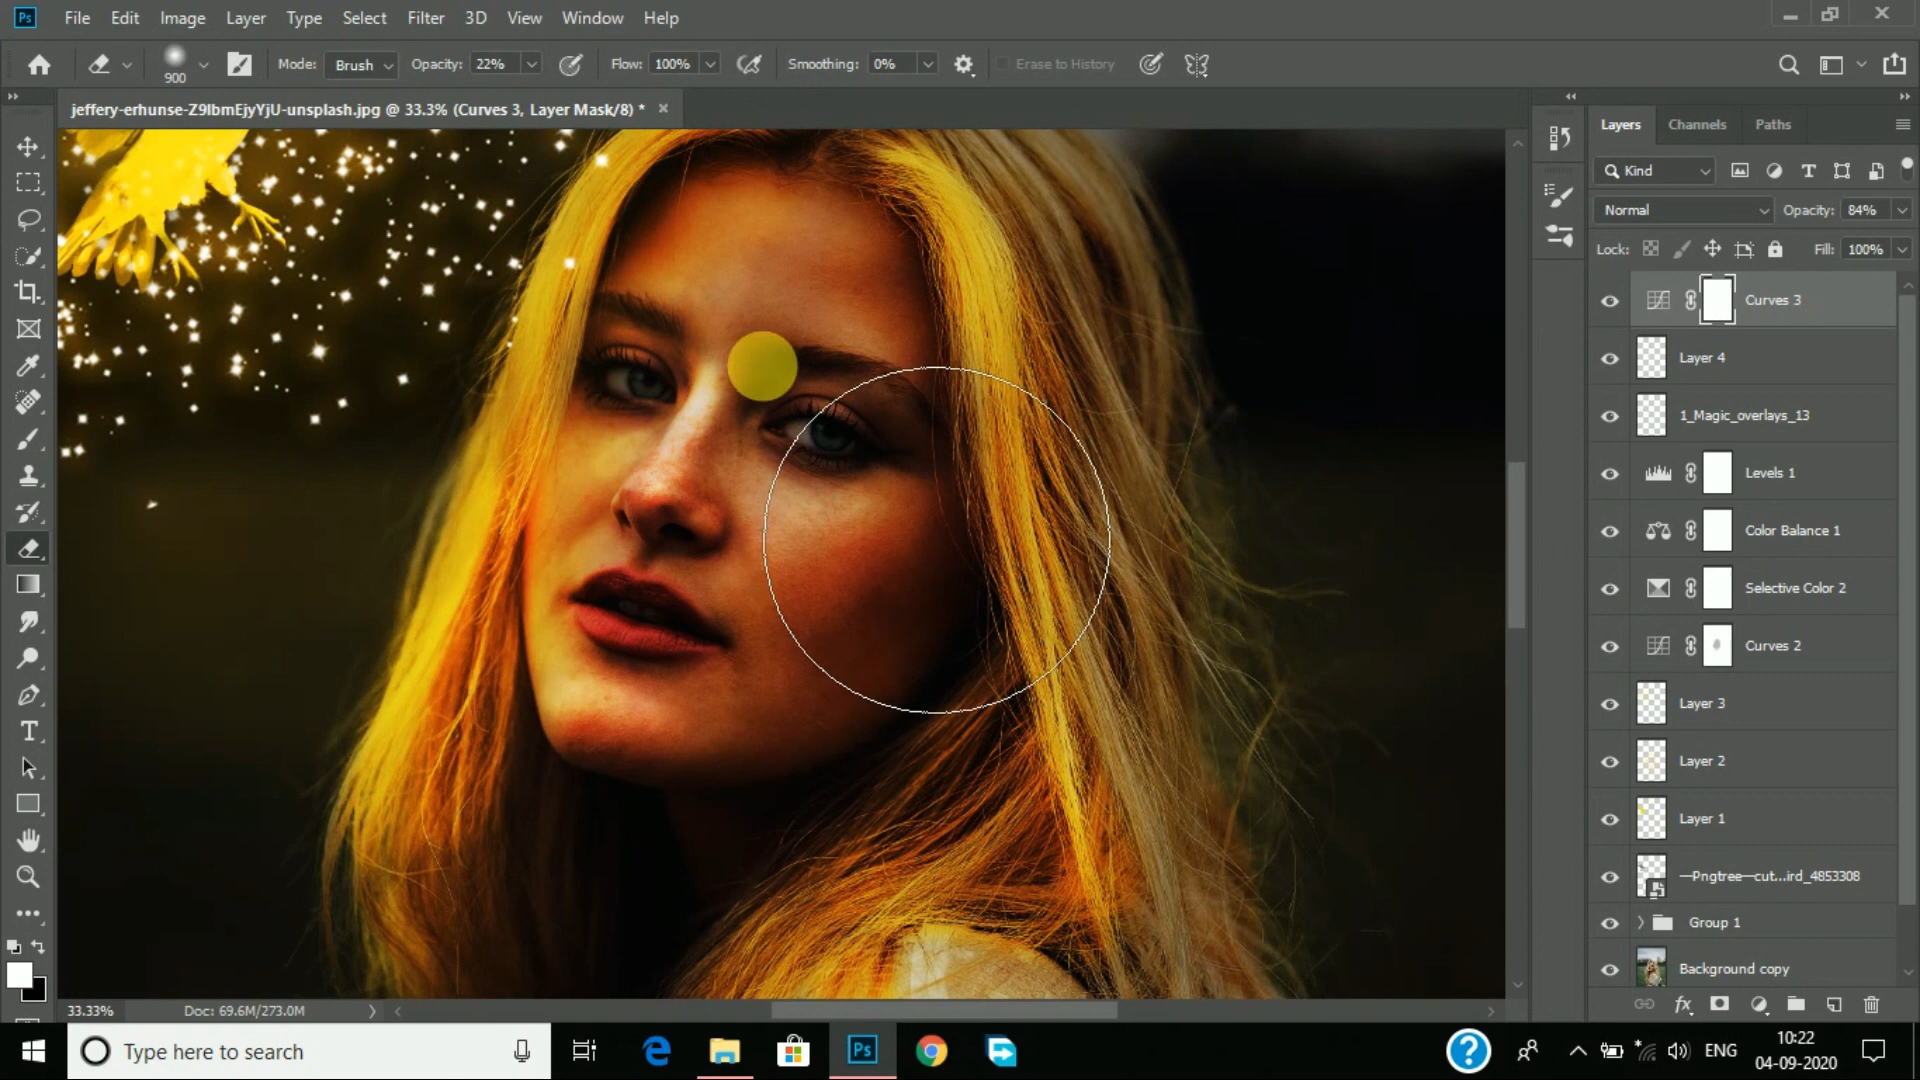 Ps File Edit Image Layer Type Select Filter 3D View Window Help
900 Mode: Brush Opacity: 22% Flow: 100% Smoothing: 0% Erase to History
jeffery-erhunse-Z9lbmEjyYjU-unsplash.jpg @ 33.3% (Curves 3, Layer Mask/8) *
Layers Channels Paths
Kind
Normal Opacity: 84%
Lock: Fill: 100%
Curves 3
Layer 4
1_Magic_overlays_13
Levels 1
Color Balance 1
Selective Color 2
Curves 2
Layer 3
Layer 2
Layer 1
—Pngtree—cut...ird_4853308
Group 1
Background copy
33.33% Doc: 69.6M/273.0M
Type here to search
Ps
ENG
10:22
04-09-2020